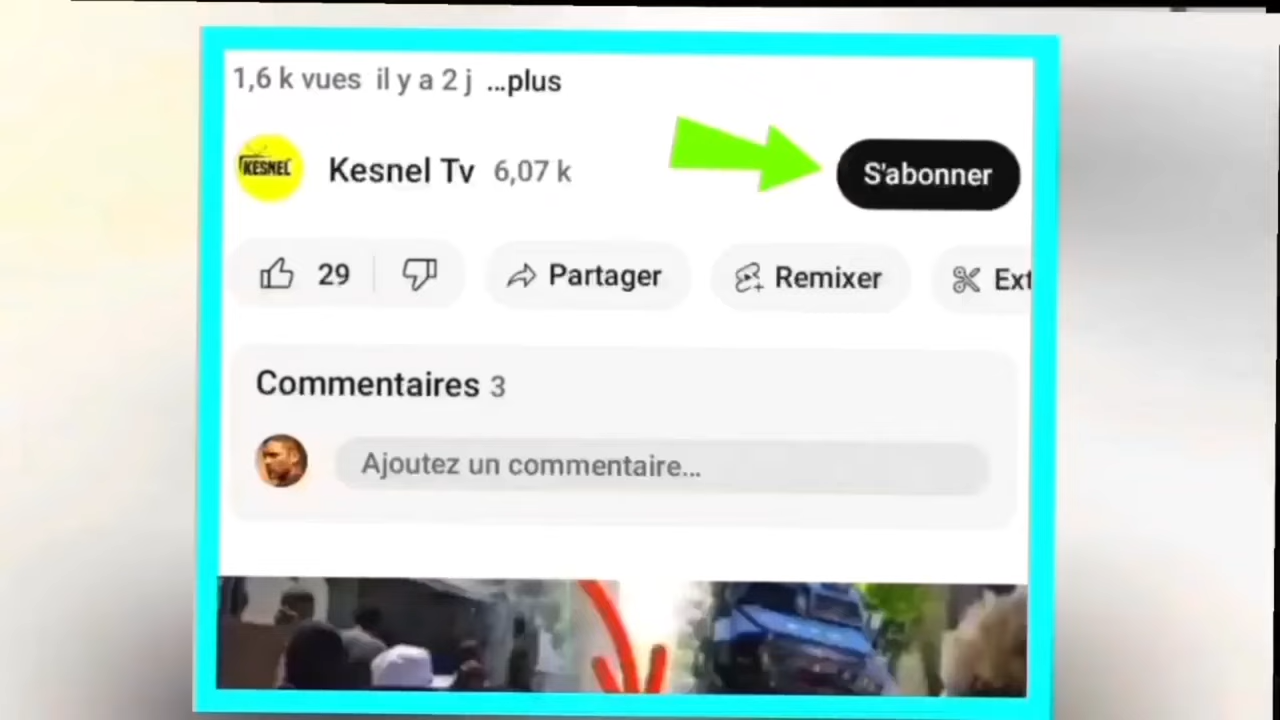 1,6 k vues il y a 2 j ...plus
KESNEL
Kesnel Tv 6,07 k
S'abonner
29
Partager
Remixer
Ext
Commentaires 3
Ajoutez un commentaire...